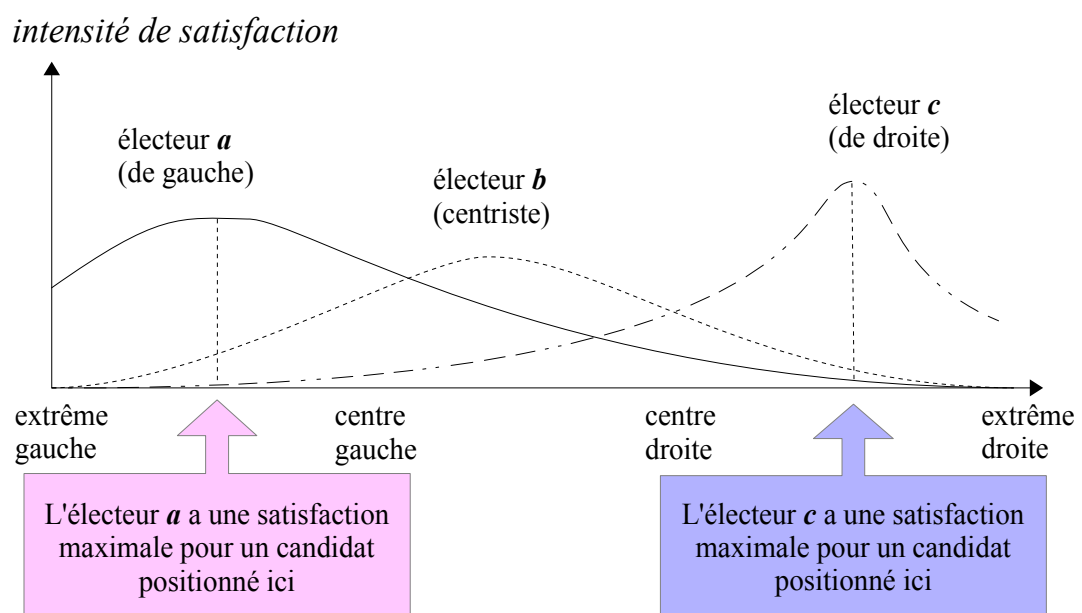 intensité de satisfaction
électeur a
(de gauche)
électeur b
(centriste)
électeur c
(de droite)
extrême
gauche
centre
gauche
centre
droite
extrême
droite
L'électeur a a une satisfaction
maximale pour un candidat
positionné ici
L'électeur c a une satisfaction
maximale pour un candidat
positionné ici